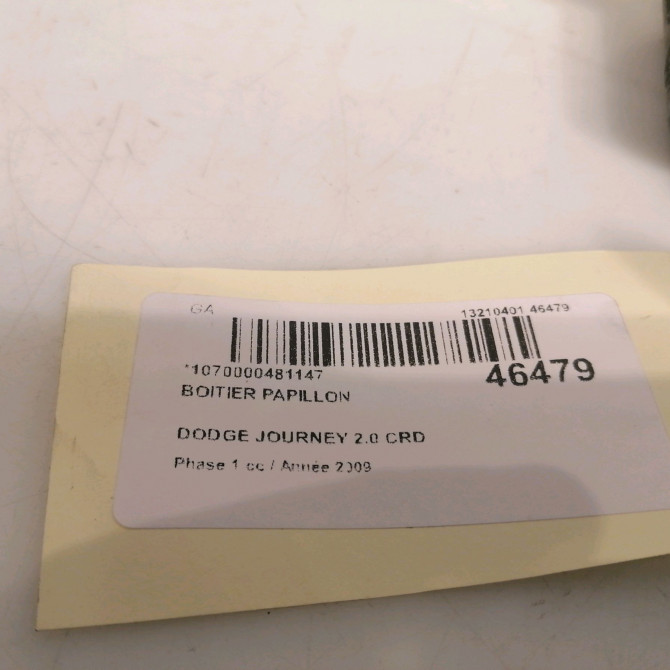 GA 13210401 46479
*1070000481147 46479
BOITIER PAPILLON
DODGE JOURNEY 2.0 CRD
Phase 1 cc / Année 2009